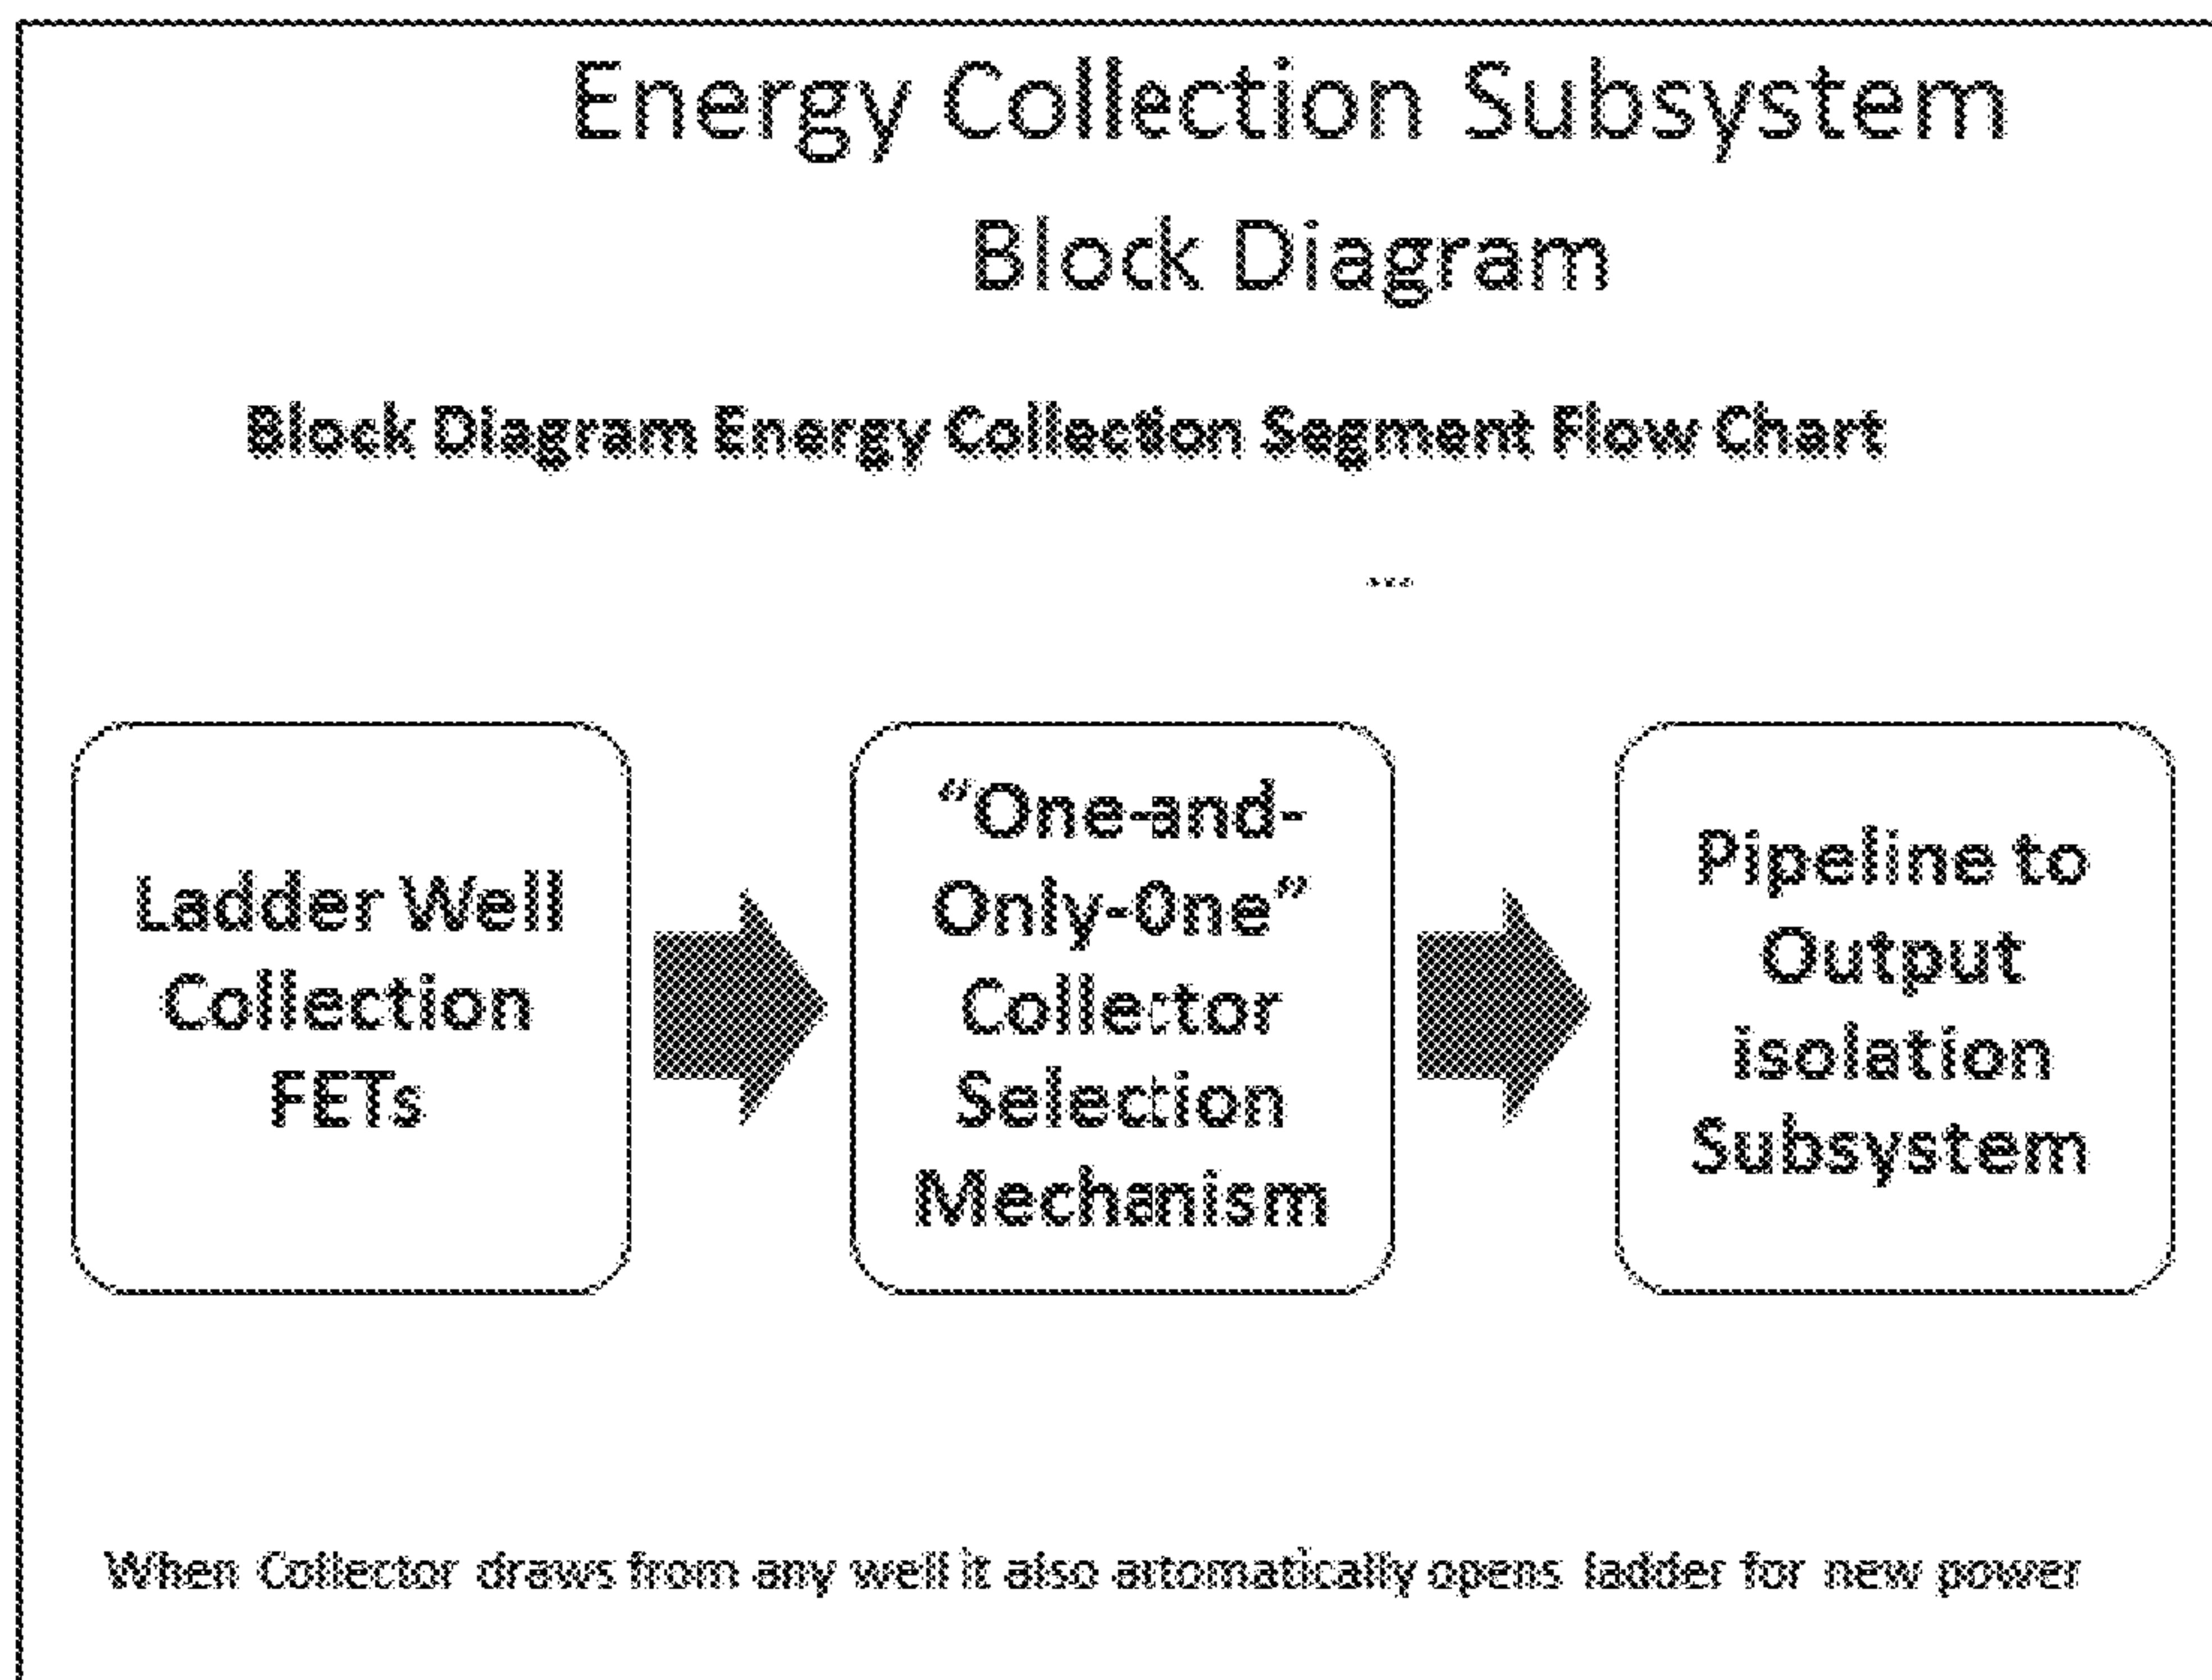 Energy Collection Subsystem
Block Diagram
Block Diagram Energy Collection Segment Flow Chart
...
Ladder Well
Collection
FETs
“One-and-
Only-One”
Collector
Selection
Mechanism
Pipeline to
Output
isolation
Subsystem
When Collector draws from any well it also artomatically opens ladder for new power